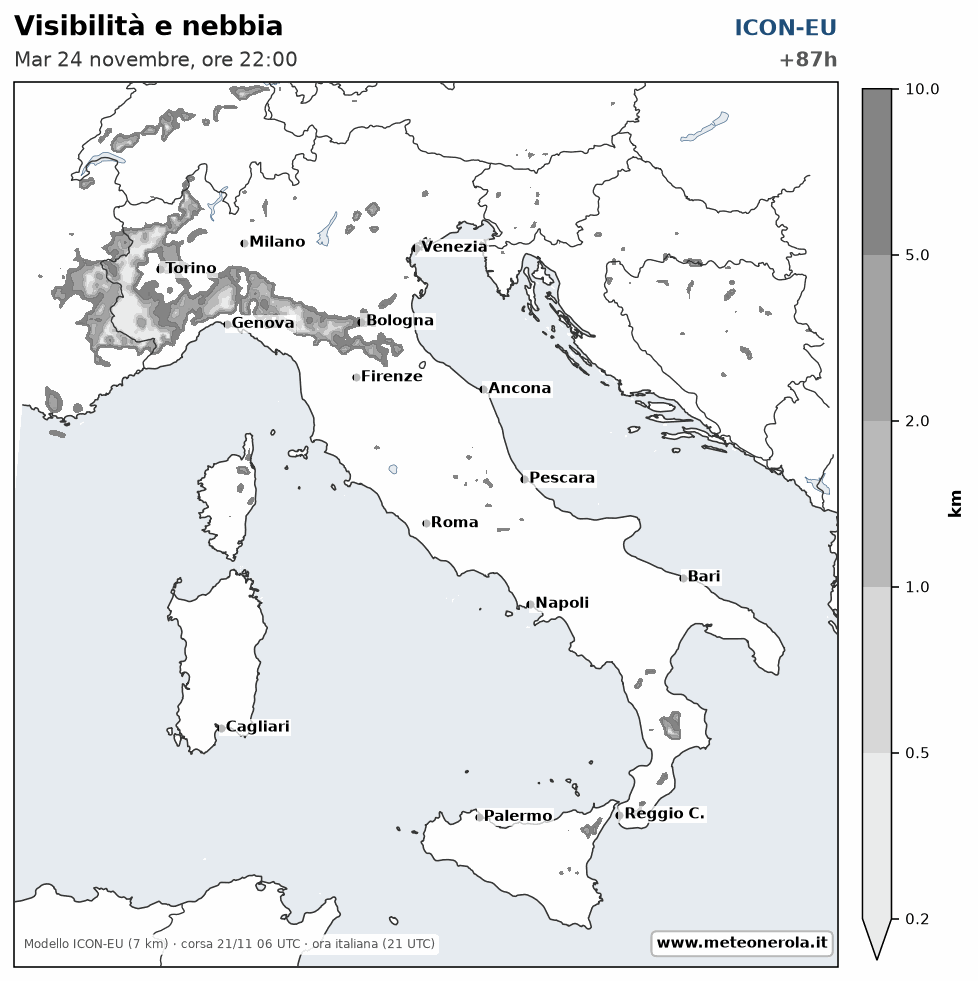 Visibilità e nebbia
ICON-EU
Mar 24 novembre, ore 22:00
+87h
10.0
5.0
2.0
1.0
0.5
0.2
km
Milano
Venezia
Torino
Genova
Bologna
Firenze
Ancona
Pescara
Roma
Bari
Napoli
Cagliari
Palermo
Reggio C.
Modello ICON-EU (7 km) · corsa 21/11 06 UTC · ora italiana (21 UTC)
www.meteonerola.it